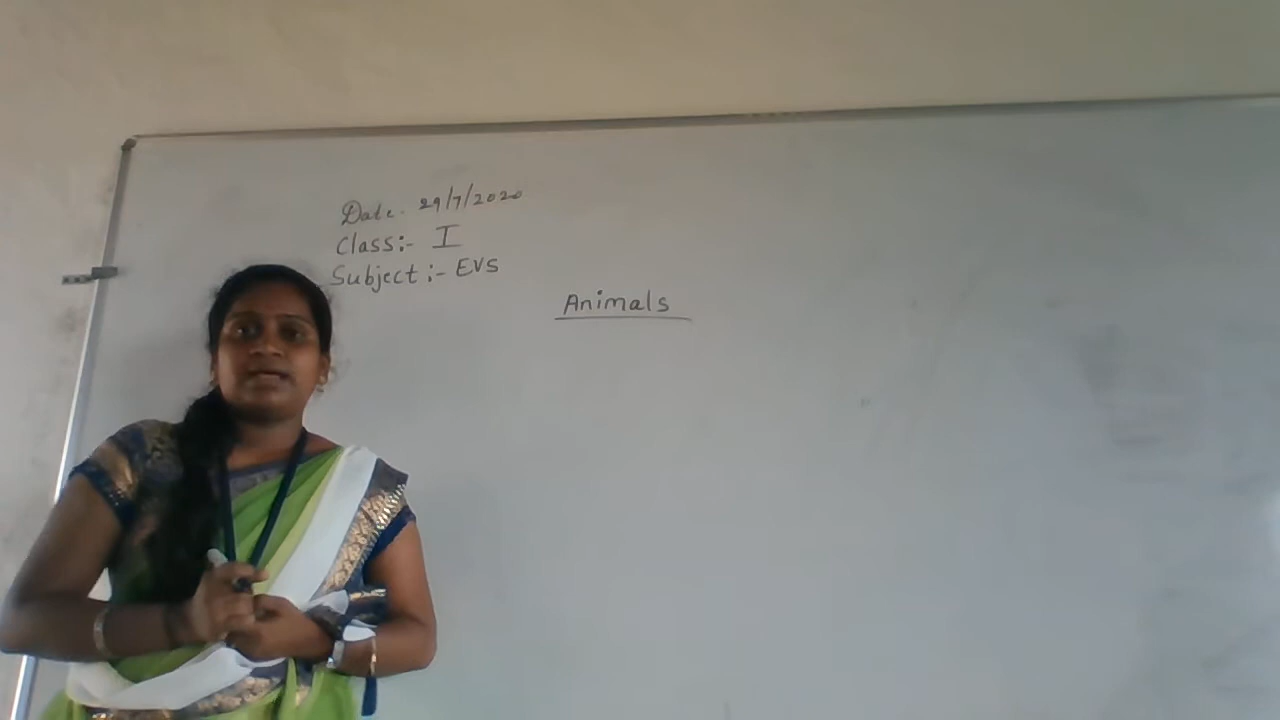 Date. 29/7/2020
Class:- I
Subject:- EVS
Animals